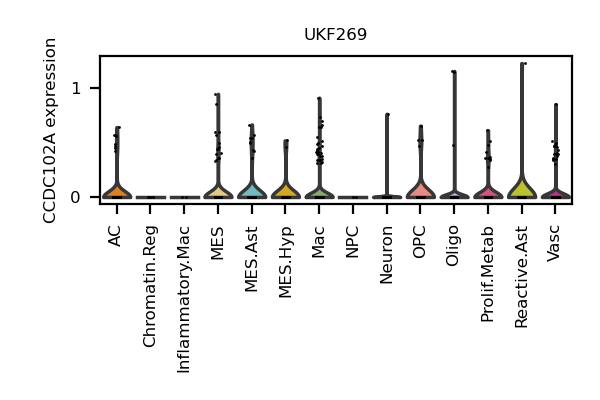 UKF269
CCDC102A expression
1
0
AC
Chromatin.Reg
Inflammatory.Mac
MES
MES.Ast
MES.Hyp
Mac
NPC
Neuron
OPC
Oligo
Prolif.Metab
Reactive.Ast
Vasc